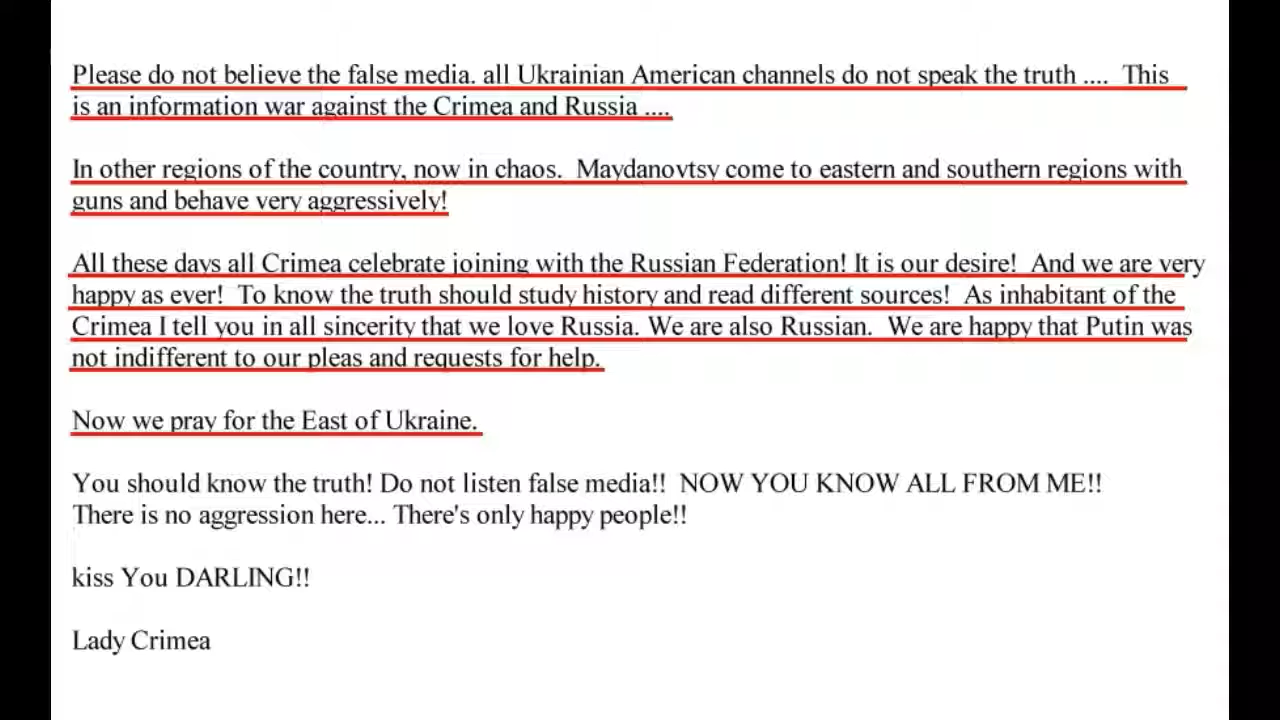 Please do not believe the false media. all Ukrainian American channels do not speak the truth .... This
is an information war against the Crimea and Russia ....
In other regions of the country, now in chaos. Maydanovtsy come to eastern and southern regions with
guns and behave very aggressively!
All these days all Crimea celebrate joining with the Russian Federation! It is our desire! And we are very
happy as ever! To know the truth should study history and read different sources! As inhabitant of the
Crimea I tell you in all sincerity that we love Russia. We are also Russian. We are happy that Putin was
not indifferent to our pleas and requests for help.
Now we pray for the East of Ukraine.
You should know the truth! Do not listen false media!! NOW YOU KNOW ALL FROM ME!!
There is no aggression here... There's only happy people!!
kiss You DARLING!!
Lady Crimea